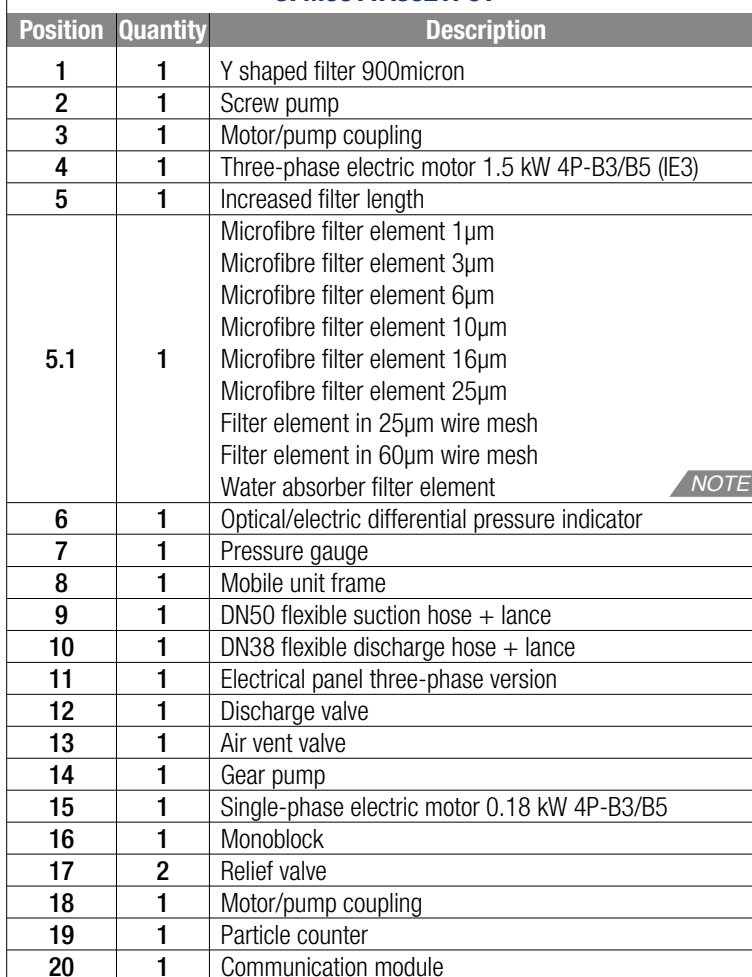 Position Quantity Description
1 1 Y shaped filter 900micron
2 1 Screw pump
3 1 Motor/pump coupling
4 1 Three-phase electric motor 1.5 kW 4P-B3/B5 (IE3)
5 1 Increased filter length
Microfibre filter element 1µm
Microfibre filter element 3µm
Microfibre filter element 6µm
Microfibre filter element 10µm
5.1 1 Microfibre filter element 16µm
Microfibre filter element 25µm
Filter element in 25µm wire mesh
Filter element in 60µm wire mesh
Water absorber filter element NOTE
6 1 Optical/electric differential pressure indicator
7 1 Pressure gauge
8 1 Mobile unit frame
9 1 DN50 flexible suction hose + lance
10 1 DN38 flexible discharge hose + lance
11 1 Electrical panel three-phase version
12 1 Discharge valve
13 1 Air vent valve
14 1 Gear pump
15 1 Single-phase electric motor 0.18 kW 4P-B3/B5
16 1 Monoblock
17 2 Relief valve
18 1 Motor/pump coupling
19 1 Particle counter
20 1 Communication module